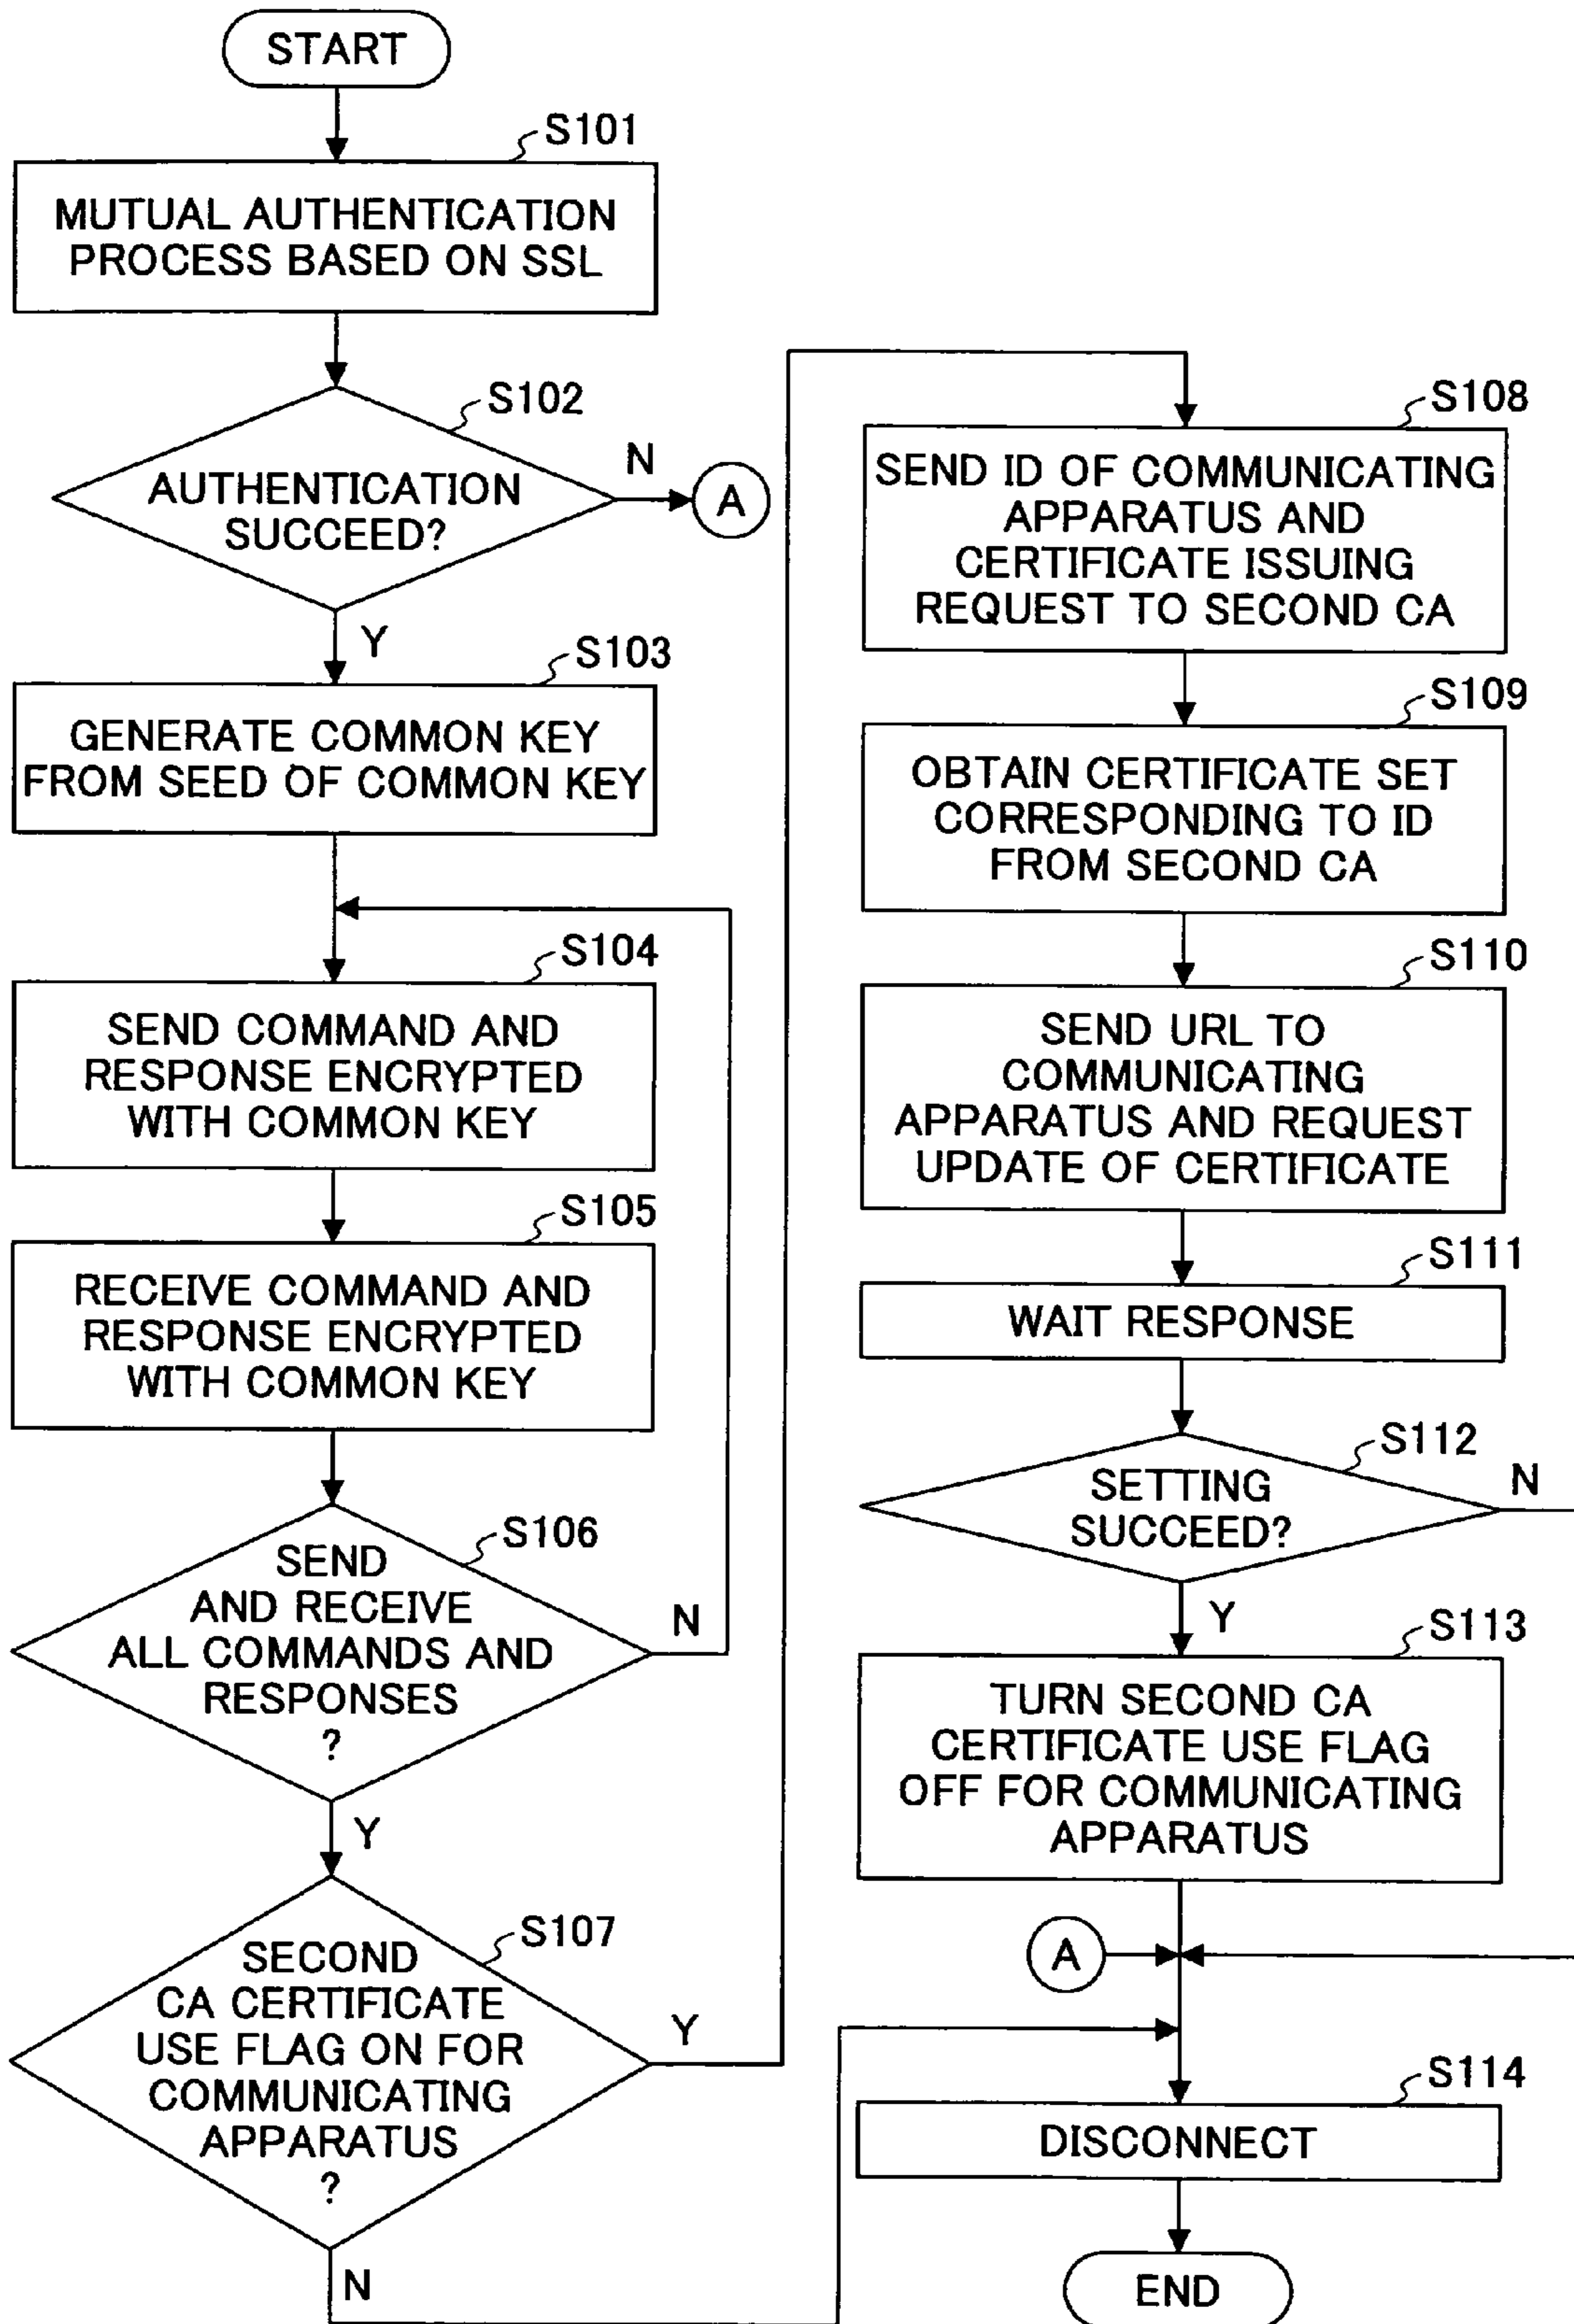 START
S101
MUTUAL AUTHENTICATION
PROCESS BASED ON SSL
S102
AUTHENTICATION
SUCCEED?
N
A
Y
S103
GENERATE COMMON KEY
FROM SEED OF COMMON KEY
S104
SEND COMMAND AND
RESPONSE ENCRYPTED
WITH COMMON KEY
S105
RECEIVE COMMAND AND
RESPONSE ENCRYPTED
WITH COMMON KEY
S106
SEND
AND RECEIVE
ALL COMMANDS AND
RESPONSES
?
N
Y
S107
SECOND
CA CERTIFICATE
USE FLAG ON FOR
COMMUNICATING
APPARATUS
?
Y
N
S108
SEND ID OF COMMUNICATING
APPARATUS AND
CERTIFICATE ISSUING
REQUEST TO SECOND CA
S109
OBTAIN CERTIFICATE SET
CORRESPONDING TO ID
FROM SECOND CA
S110
SEND URL TO
COMMUNICATING
APPARATUS AND REQUEST
UPDATE OF CERTIFICATE
S111
WAIT RESPONSE
S112
SETTING
SUCCEED?
N
Y
S113
TURN SECOND CA
CERTIFICATE USE FLAG
OFF FOR COMMUNICATING
APPARATUS
A
S114
DISCONNECT
END